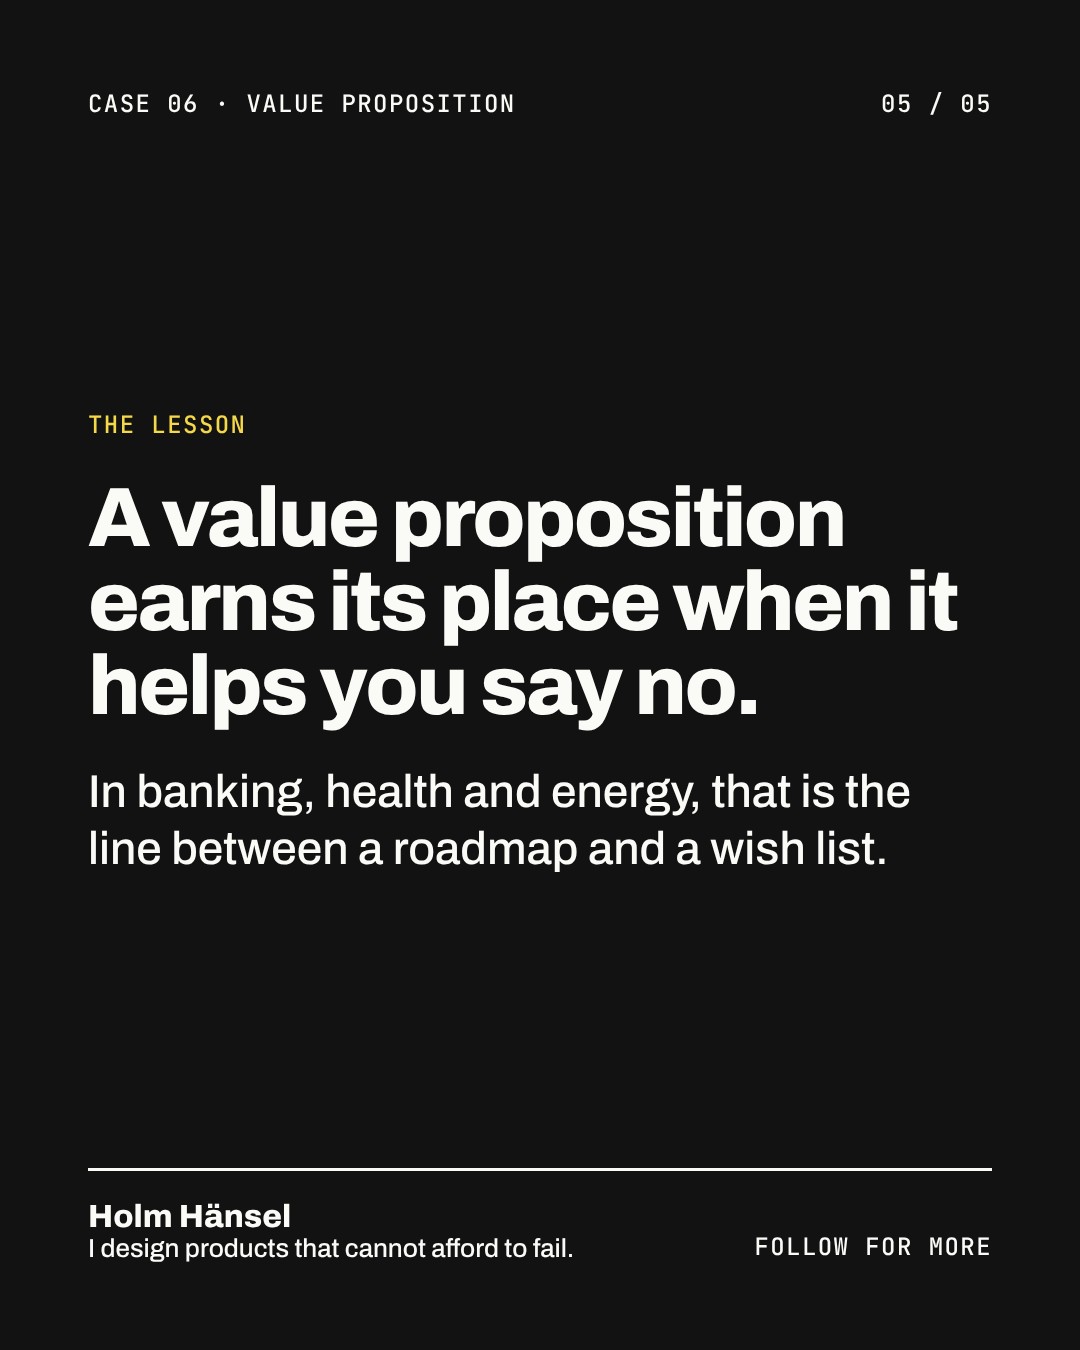 CASE 06 · VALUE PROPOSITION
05 / 05
THE LESSON
A value proposition
earns its place when it
helps you say no.
In banking, health and energy, that is the
line between a roadmap and a wish list.
Holm Hänsel
I design products that cannot afford to fail.
FOLLOW FOR MORE